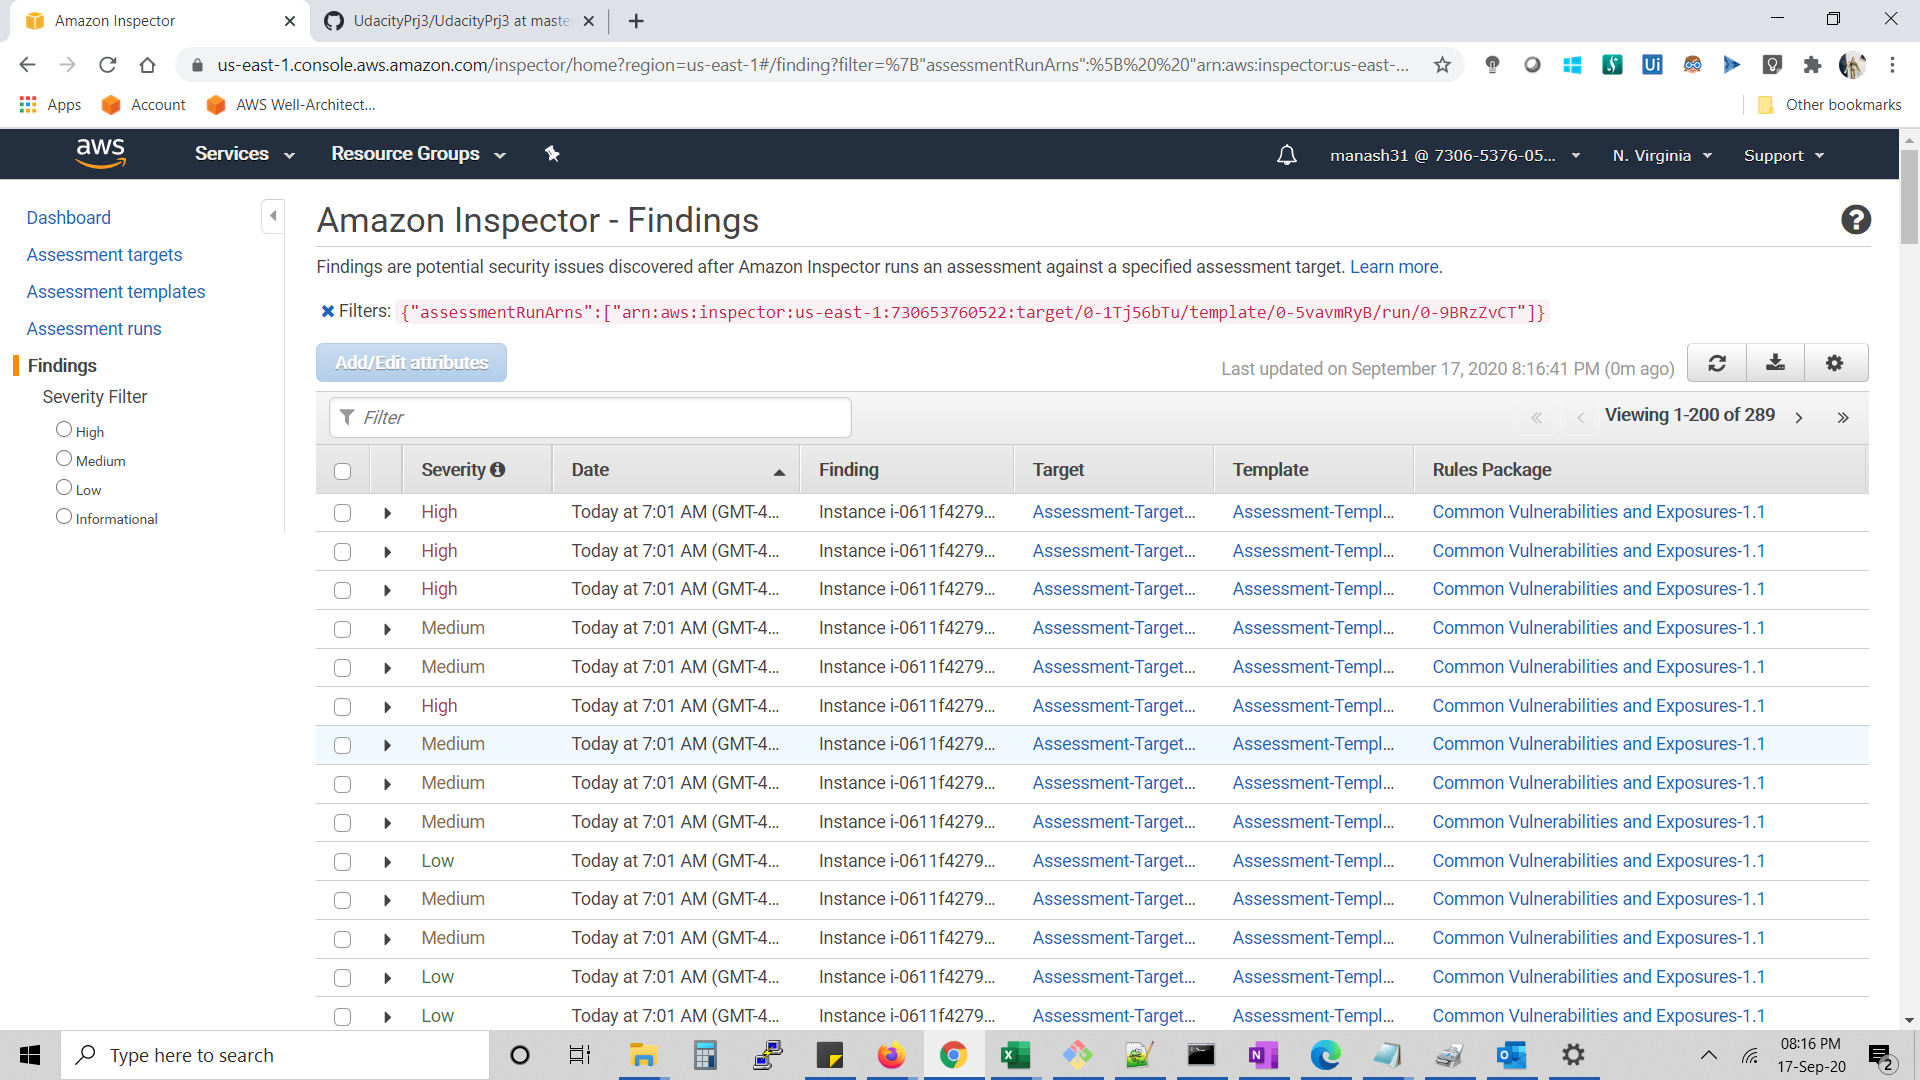 Amazon Inspector
UdacityPrj3/UdacityPrj3 at maste
us-east-1.console.aws.amazon.com/inspector/home?region=us-east-1#/finding?filter=%7B"assessmentRunArns":%5B%20%20"arn:aws:inspector:us-east-...
Apps
Account
AWS Well-Architect...
Other bookmarks
aws
Services
Resource Groups
manash31 @ 7306-5376-05...
N. Virginia
Support
Dashboard
Assessment targets
Assessment templates
Assessment runs
Findings
Severity Filter
High
Medium
Low
Informational
Amazon Inspector - Findings
Findings are potential security issues discovered after Amazon Inspector runs an assessment against a specified assessment target. Learn more.
Filters: {"assessmentRunArns":["arn:aws:inspector:us-east-1:730653760522:target/0-1Tj56bTu/template/0-5vavmRyB/run/0-9BRzZvCT"]}
Add/Edit attributes
Last updated on September 17, 2020 8:16:41 PM (0m ago)
Filter
Viewing 1-200 of 289
Severity Date Finding Target Template Rules Package
High Today at 7:01 AM (GMT-4... Instance i-0611f4279... Assessment-Target... Assessment-Templ... Common Vulnerabilities and Exposures-1.1
High Today at 7:01 AM (GMT-4... Instance i-0611f4279... Assessment-Target... Assessment-Templ... Common Vulnerabilities and Exposures-1.1
High Today at 7:01 AM (GMT-4... Instance i-0611f4279... Assessment-Target... Assessment-Templ... Common Vulnerabilities and Exposures-1.1
Medium Today at 7:01 AM (GMT-4... Instance i-0611f4279... Assessment-Target... Assessment-Templ... Common Vulnerabilities and Exposures-1.1
Medium Today at 7:01 AM (GMT-4... Instance i-0611f4279... Assessment-Target... Assessment-Templ... Common Vulnerabilities and Exposures-1.1
High Today at 7:01 AM (GMT-4... Instance i-0611f4279... Assessment-Target... Assessment-Templ... Common Vulnerabilities and Exposures-1.1
Medium Today at 7:01 AM (GMT-4... Instance i-0611f4279... Assessment-Target... Assessment-Templ... Common Vulnerabilities and Exposures-1.1
Medium Today at 7:01 AM (GMT-4... Instance i-0611f4279... Assessment-Target... Assessment-Templ... Common Vulnerabilities and Exposures-1.1
Medium Today at 7:01 AM (GMT-4... Instance i-0611f4279... Assessment-Target... Assessment-Templ... Common Vulnerabilities and Exposures-1.1
Low Today at 7:01 AM (GMT-4... Instance i-0611f4279... Assessment-Target... Assessment-Templ... Common Vulnerabilities and Exposures-1.1
Medium Today at 7:01 AM (GMT-4... Instance i-0611f4279... Assessment-Target... Assessment-Templ... Common Vulnerabilities and Exposures-1.1
Medium Today at 7:01 AM (GMT-4... Instance i-0611f4279... Assessment-Target... Assessment-Templ... Common Vulnerabilities and Exposures-1.1
Low Today at 7:01 AM (GMT-4... Instance i-0611f4279... Assessment-Target... Assessment-Templ... Common Vulnerabilities and Exposures-1.1
Low Today at 7:01 AM (GMT-4... Instance i-0611f4279... Assessment-Target... Assessment-Templ... Common Vulnerabilities and Exposures-1.1
Type here to search
08:16 PM
17-Sep-20
2